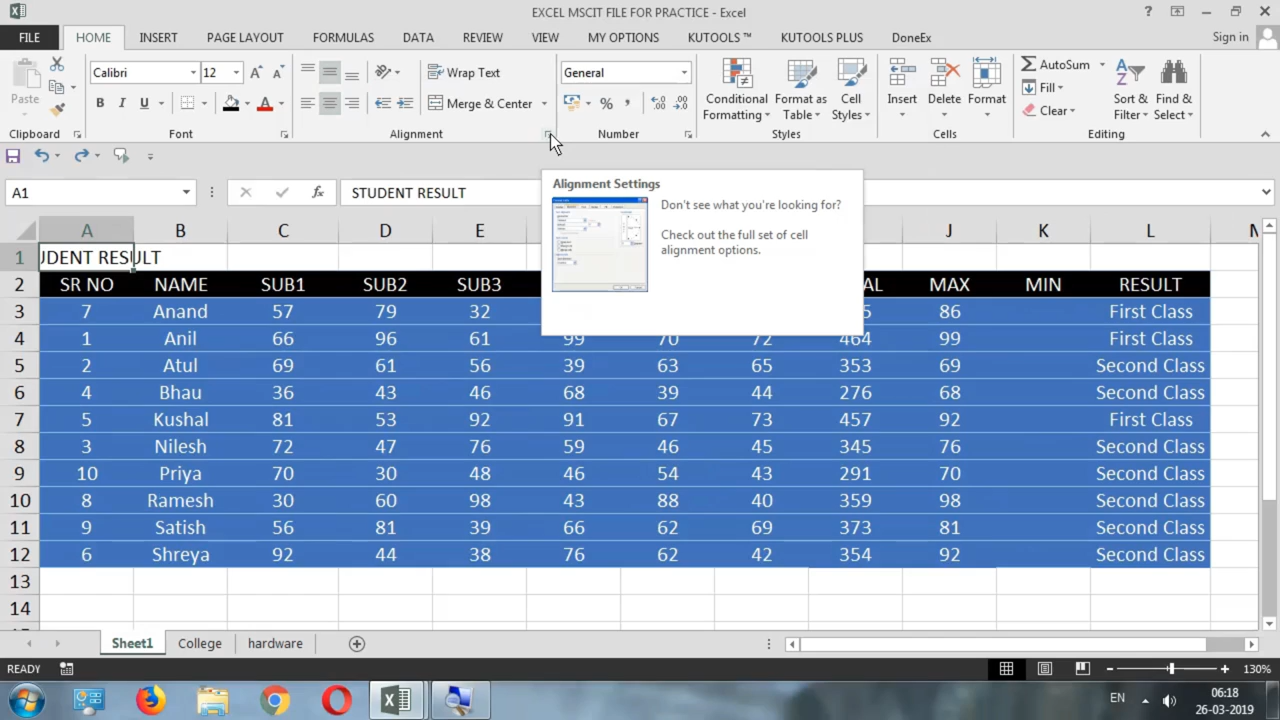 EXCEL MSCIT FILE FOR PRACTICE - Excel
?
FILE HOME INSERT PAGE LAYOUT FORMULAS DATA REVIEW VIEW MY OPTIONS KUTOOLS ™ KUTOOLS PLUS DoneEx Sign in
Paste
Calibri 12
B I U
Wrap Text
Merge & Center
General
%
Conditional Formatting
Format as Table
Cell Styles
Insert Delete Format
AutoSum
Fill
Clear
Sort & Filter
Find & Select
Clipboard Font Alignment Number Styles Cells Editing
A1 fx STUDENT RESULT
Alignment Settings
Don't see what you're looking for?
Check out the full set of cell
alignment options.
A B C D E J K L
1 UDENT RESULT
2 SR NO NAME SUB1 SUB2 SUB3 AL MAX MIN RESULT
3 7 Anand 57 79 32 86 First Class
4 1 Anil 66 96 61 99 70 72 464 99 First Class
5 2 Atul 69 61 56 39 63 65 353 69 Second Class
6 4 Bhau 36 43 46 68 39 44 276 68 Second Class
7 5 Kushal 81 53 92 91 67 73 457 92 First Class
8 3 Nilesh 72 47 76 59 46 45 345 76 Second Class
9 10 Priya 70 30 48 46 54 43 291 70 Second Class
10 8 Ramesh 30 60 98 43 88 40 359 98 Second Class
11 9 Satish 56 81 39 66 62 69 373 81 Second Class
12 6 Shreya 92 44 38 76 62 42 354 92 Second Class
13
14
Sheet1 College hardware
READY 130%
EN 06:18
26-03-2019